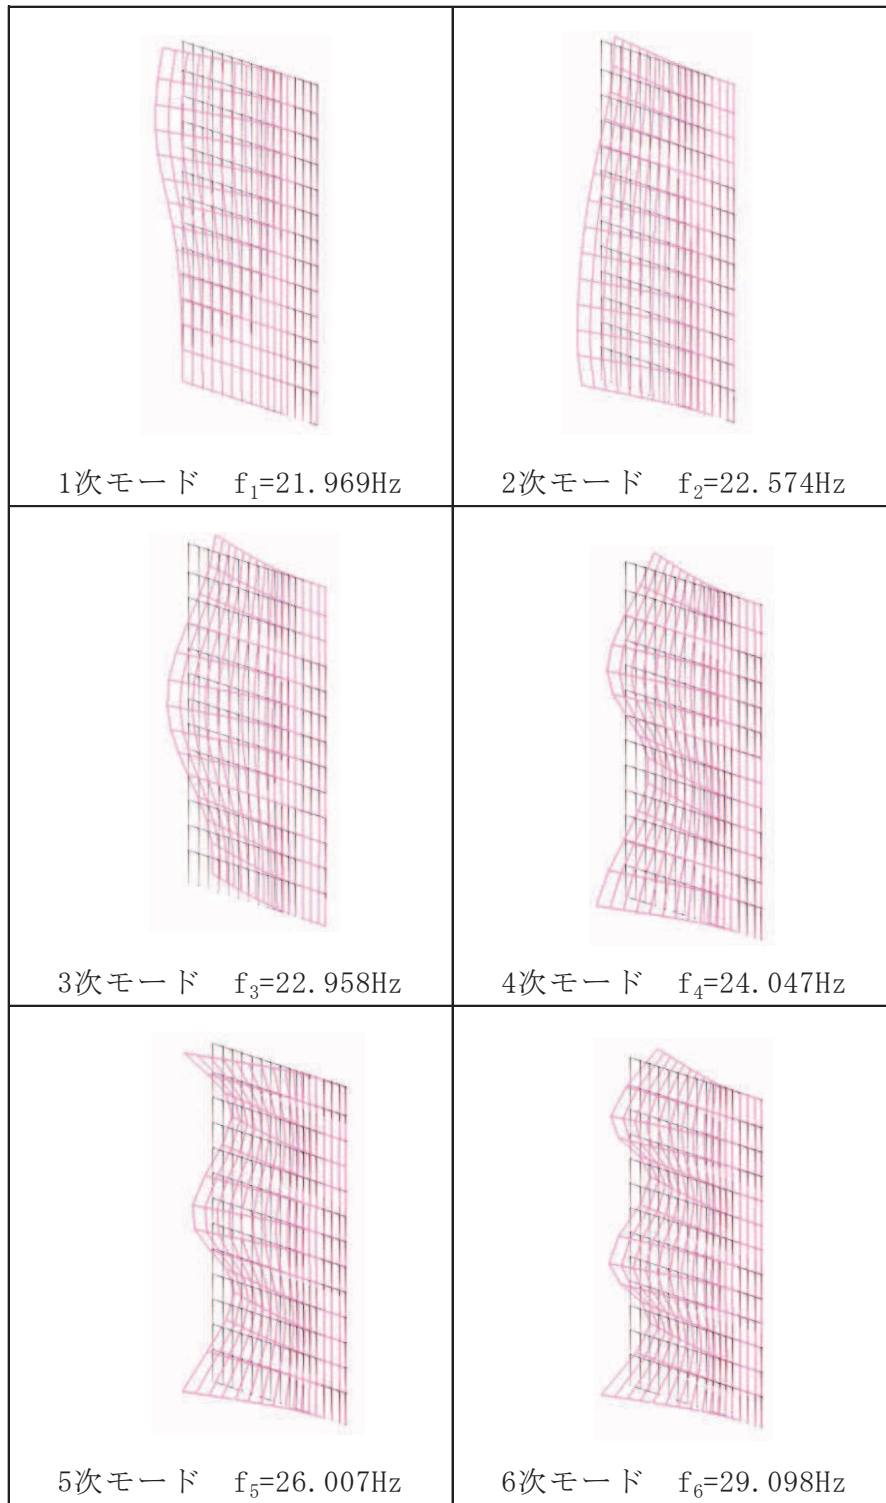 1次モード f₁=21.969Hz
2次モード f₂=22.574Hz
3次モード f₃=22.958Hz
4次モード f₄=24.047Hz
5次モード f₅=26.007Hz
6次モード f₆=29.098Hz